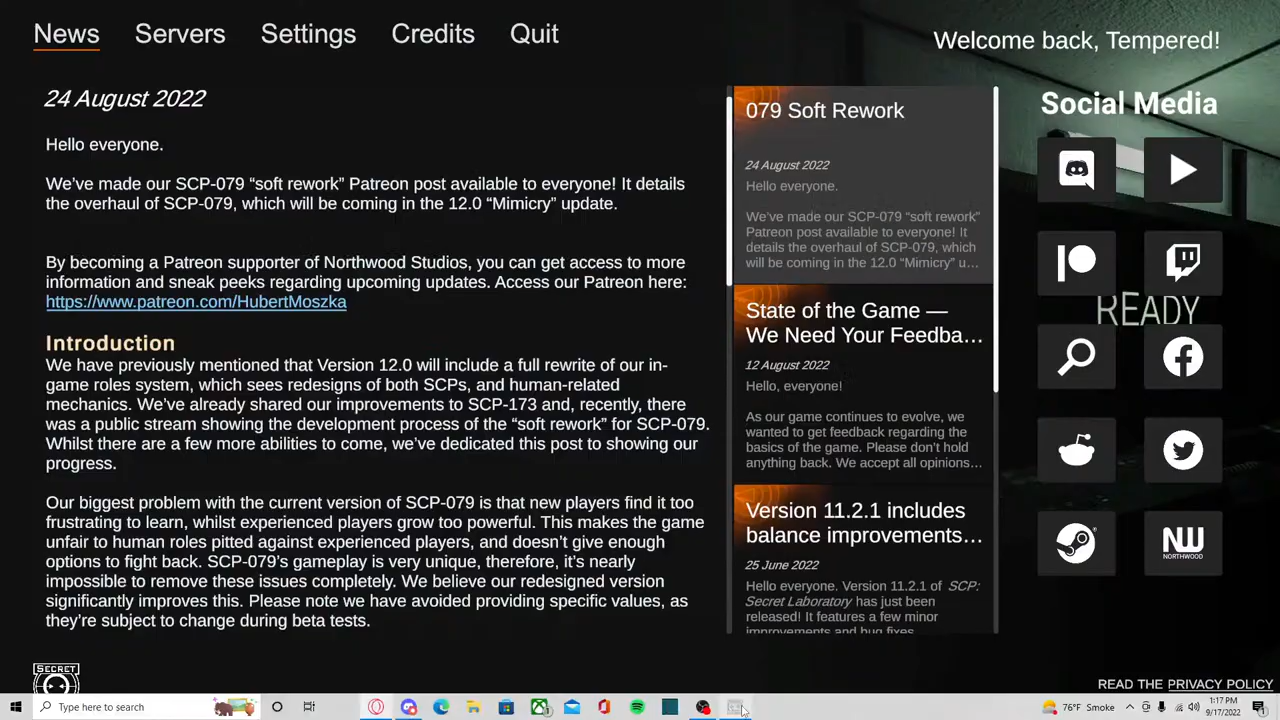 News Servers Settings Credits Quit
Welcome back, Tempered!
24 August 2022
Hello everyone.
We've made our SCP-079 “soft rework” Patreon post available to everyone! It details
the overhaul of SCP-079, which will be coming in the 12.0 “Mimicry” update.
By becoming a Patreon supporter of Northwood Studios, you can get access to more
information and sneak peeks regarding upcoming updates. Access our Patreon here:
https://www.patreon.com/HubertMoszka
Introduction
We have previously mentioned that Version 12.0 will include a full rewrite of our in-
game roles system, which sees redesigns of both SCPs, and human-related
mechanics. We've already shared our improvements to SCP-173 and, recently, there
was a public stream showing the development process of the “soft rework” for SCP-079.
Whilst there are a few more abilities to come, we've dedicated this post to showing our
progress.
Our biggest problem with the current version of SCP-079 is that new players find it too
frustrating to learn, whilst experienced players grow too powerful. This makes the game
unfair to human roles pitted against experienced players, and doesn't give enough
options to fight back. SCP-079's gameplay is very unique, therefore, it's nearly
impossible to remove these issues completely. We believe our redesigned version
significantly improves this. Please note we have avoided providing specific values, as
they're subject to change during beta tests.
079 Soft Rework
24 August 2022
Hello everyone.
We've made our SCP-079 “soft rework”
Patreon post available to everyone! It
details the overhaul of SCP-079, which
will be coming in the 12.0 “Mimicry” u…
State of the Game —
We Need Your Feedba…
12 August 2022
Hello, everyone!
As our game continues to evolve, we
wanted to get feedback regarding the
basics of the game. Please don't hold
anything back. We accept all opinions…
Version 11.2.1 includes
balance improvements…
25 June 2022
Hello everyone. Version 11.2.1 of SCP:
Secret Laboratory has just been
released! It features a few minor
improvements and bug fixes
Social Media
READY
NW
NORTHWOOD
SECRET
READ THE PRIVACY POLICY
Type here to search
76°F Smoke
1:17 PM
9/17/2022